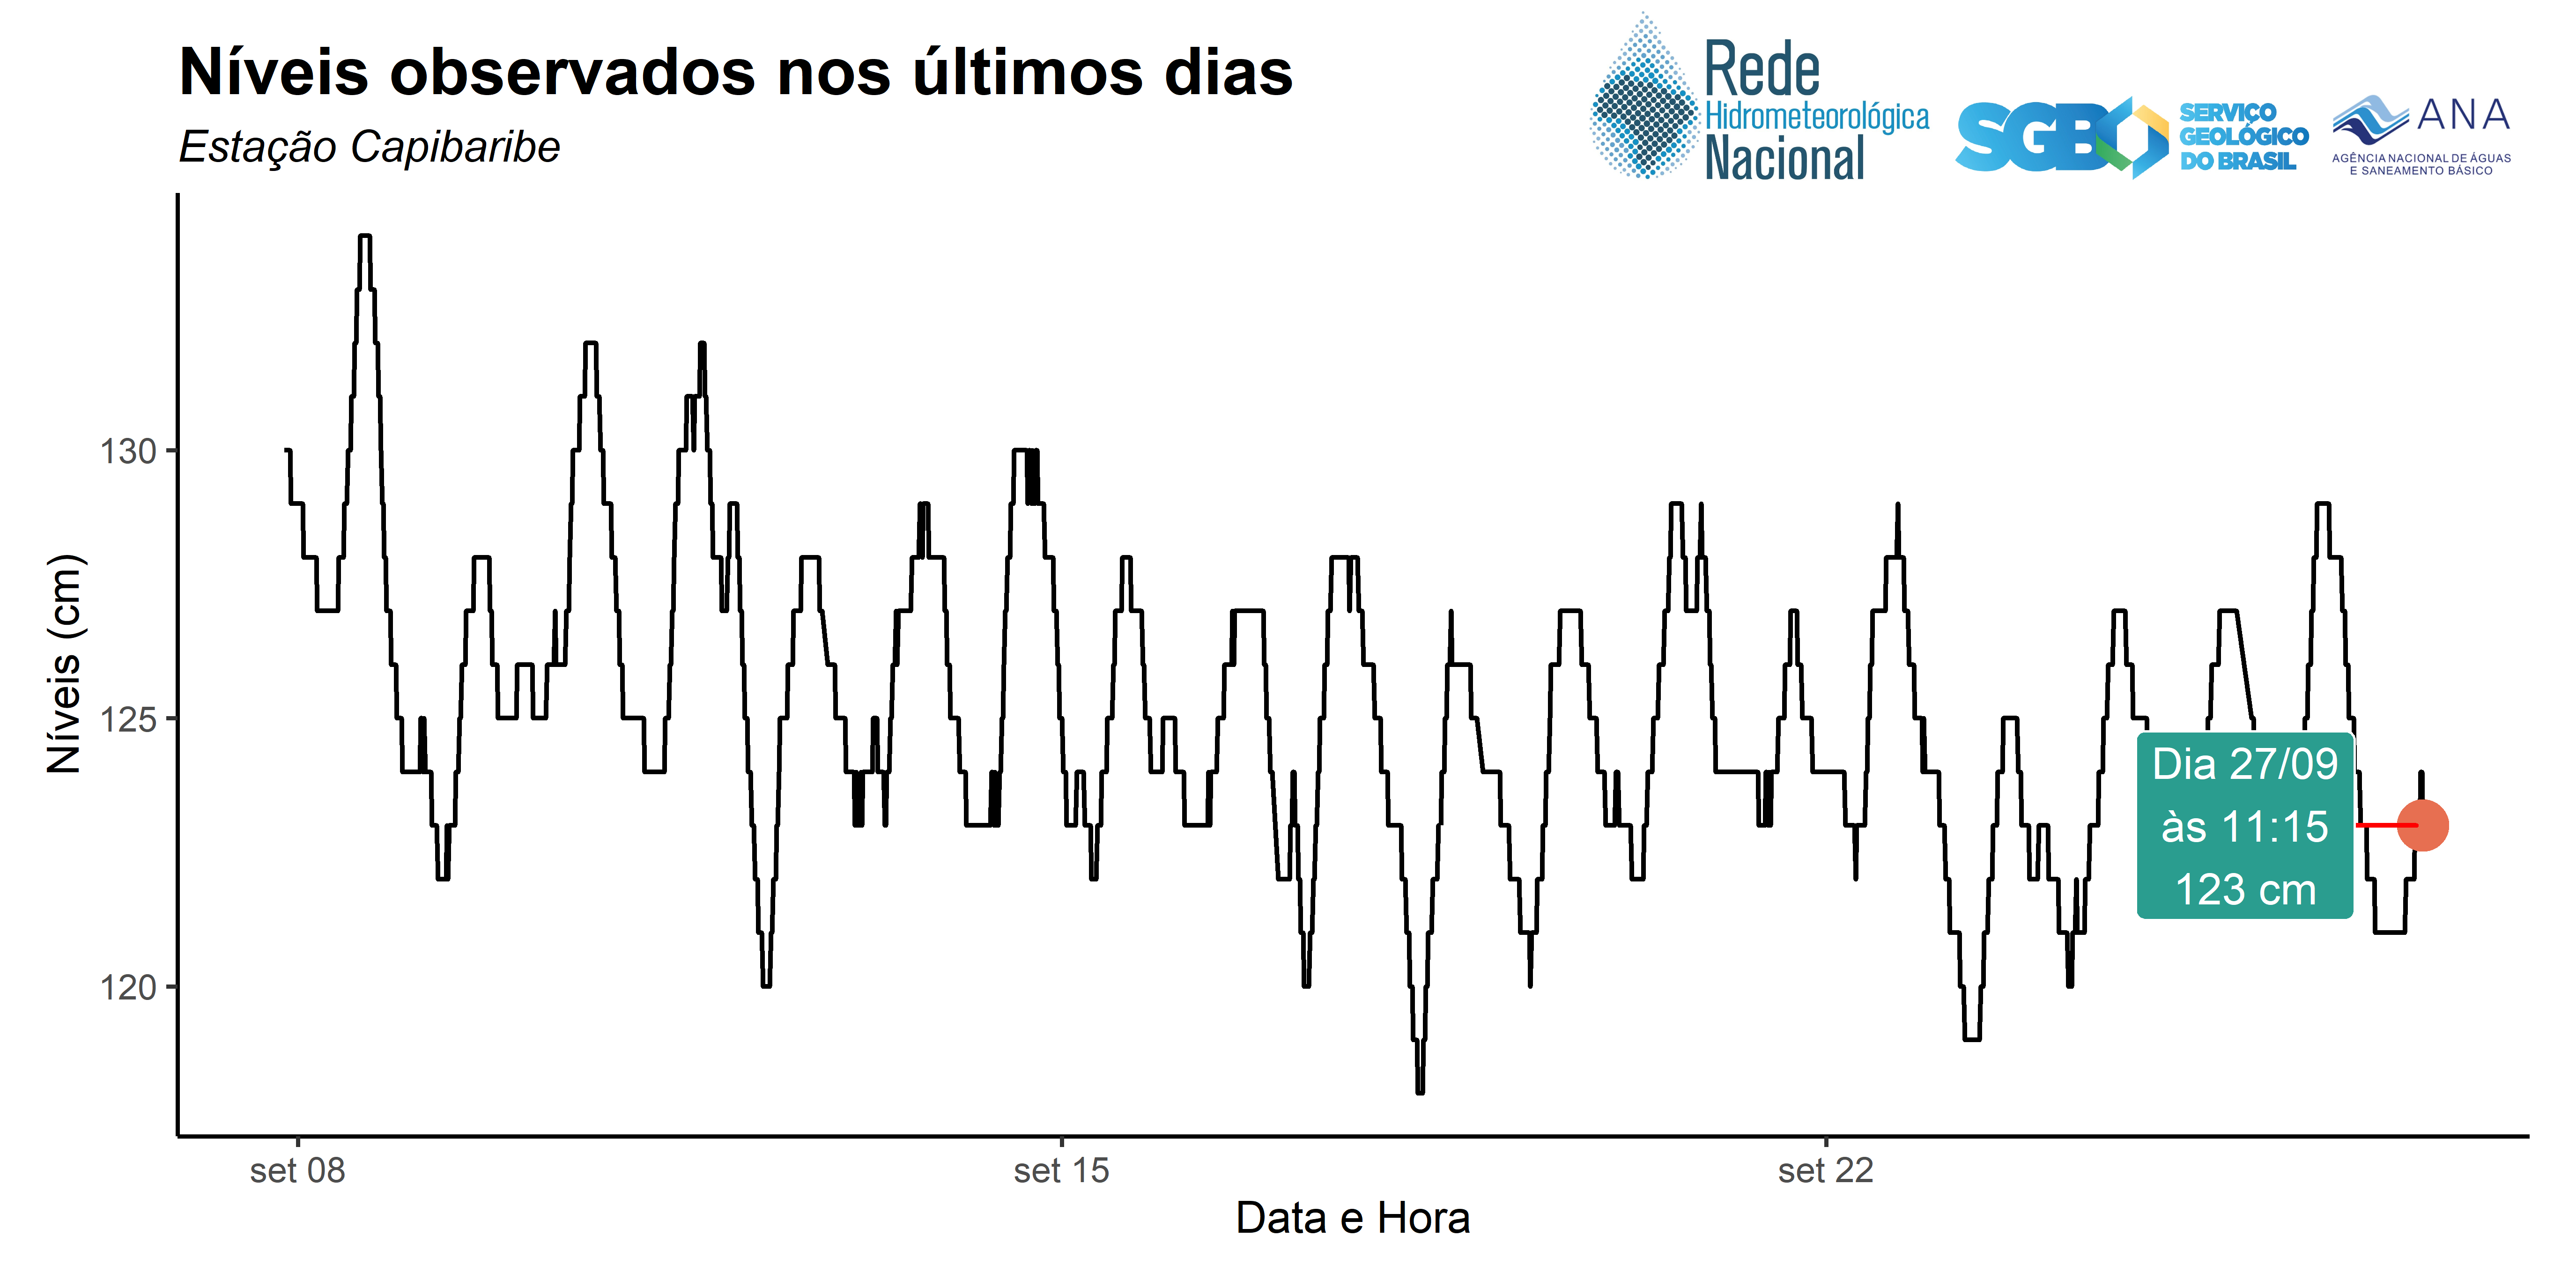 Níveis observados nos últimos dias
Estação Capibaribe
Rede
Hidrometeorológica
Nacional
SGB
SERVIÇO
GEOLÓGICO
DO BRASIL
ANA
AGÊNCIA NACIONAL DE ÁGUAS
E SANEAMENTO BÁSICO
Níveis (cm)
130
125
120
Dia 27/09
às 11:15
123 cm
set 08
set 15
set 22
Data e Hora